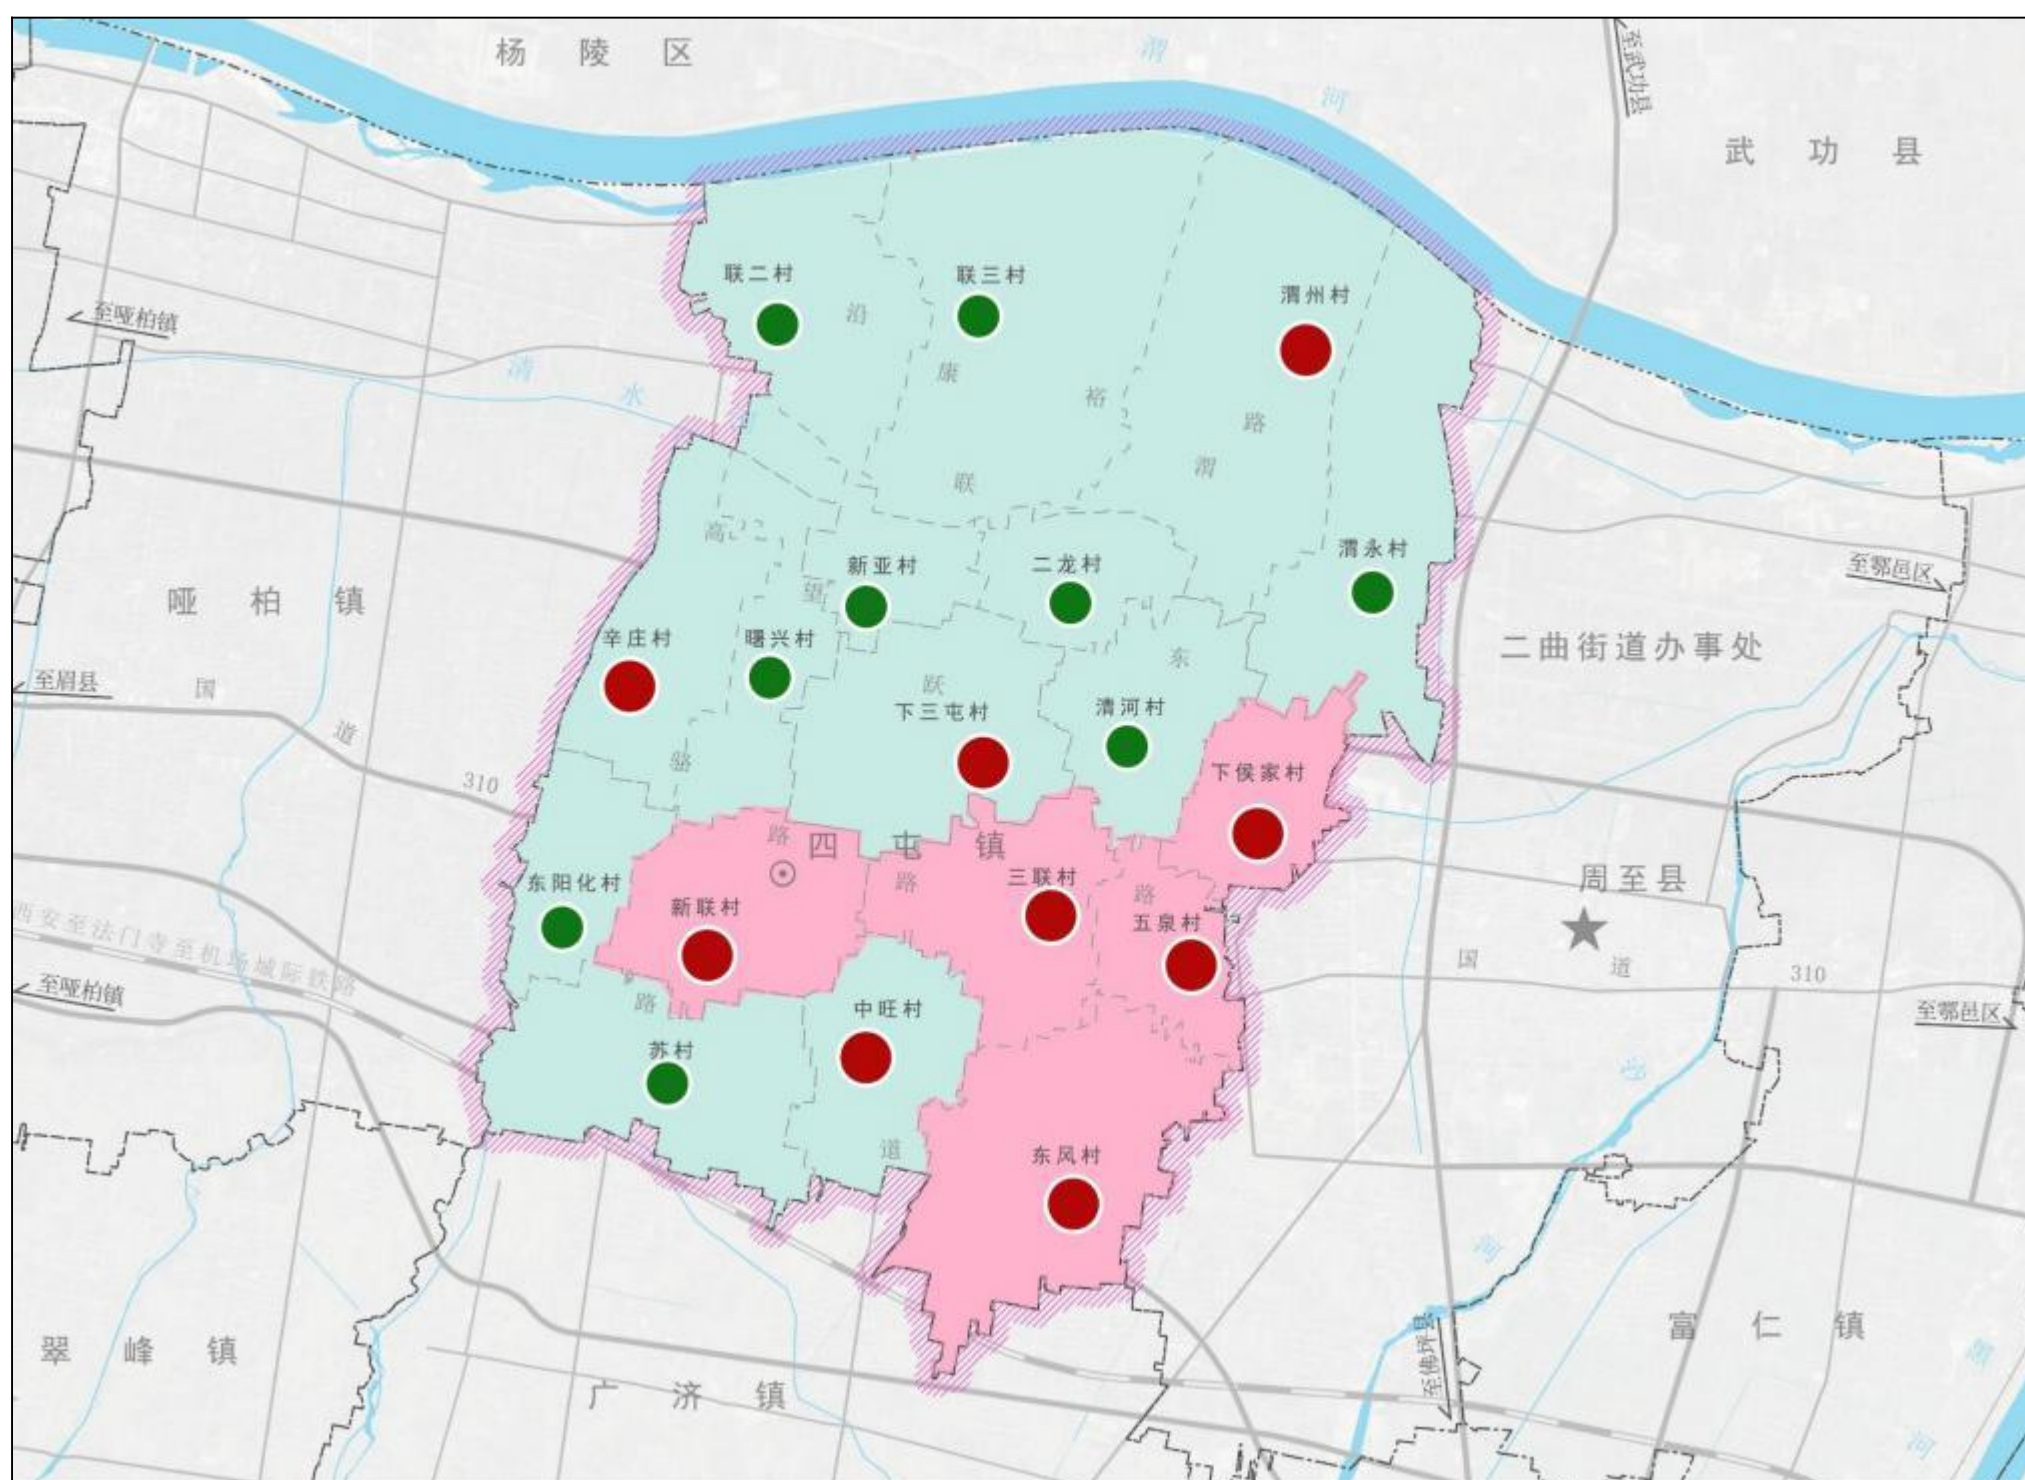 杨陵区
渭
河
至武功县
武功县
联二村
联三村
渭州村
沿
至哑柏镇
清
水
康
裕
路
联
渭
高
新亚村
二龙村
渭永村
至鄠邑区
哑柏镇
望
辛庄村
曙兴村
二曲街道办事处
东
至眉县
国
跃
下三屯村
清河村
道
骆
下侯家村
310
路
四屯镇
东阳化村
路
三联村
路
周至县
新联村
五泉村
西安至法门寺至机场城际铁路
国
道
310
至哑柏镇
路
中旺村
至鄠邑区
苏村
道
东风村
河
翠峰镇
广济镇
至佛坪县
富仁镇
黑
河